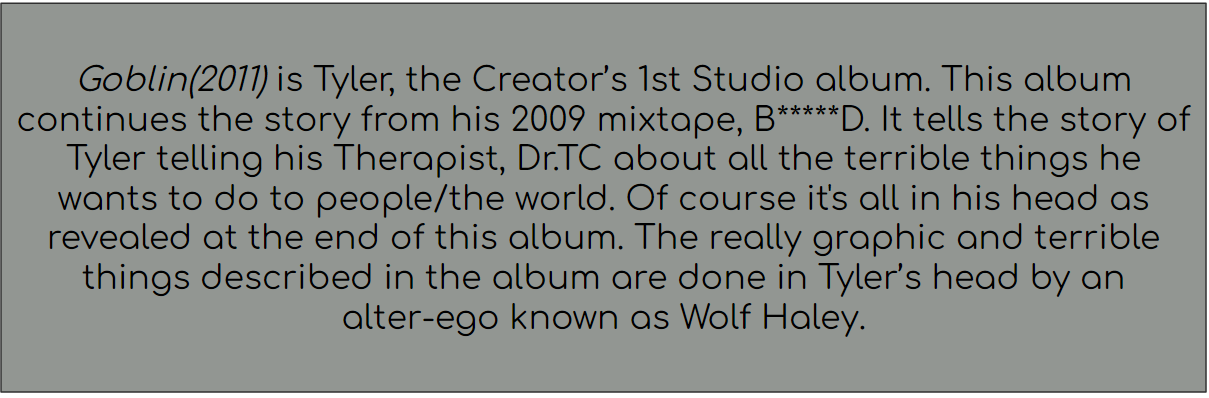 Goblin(2011) is Tyler, the Creator’s 1st Studio album. This album
continues the story from his 2009 mixtape, B*****D. It tells the story of
Tyler telling his Therapist, Dr.TC about all the terrible things he
wants to do to people/the world. Of course it's all in his head as
revealed at the end of this album. The really graphic and terrible
things described in the album are done in Tyler’s head by an
alter-ego known as Wolf Haley.